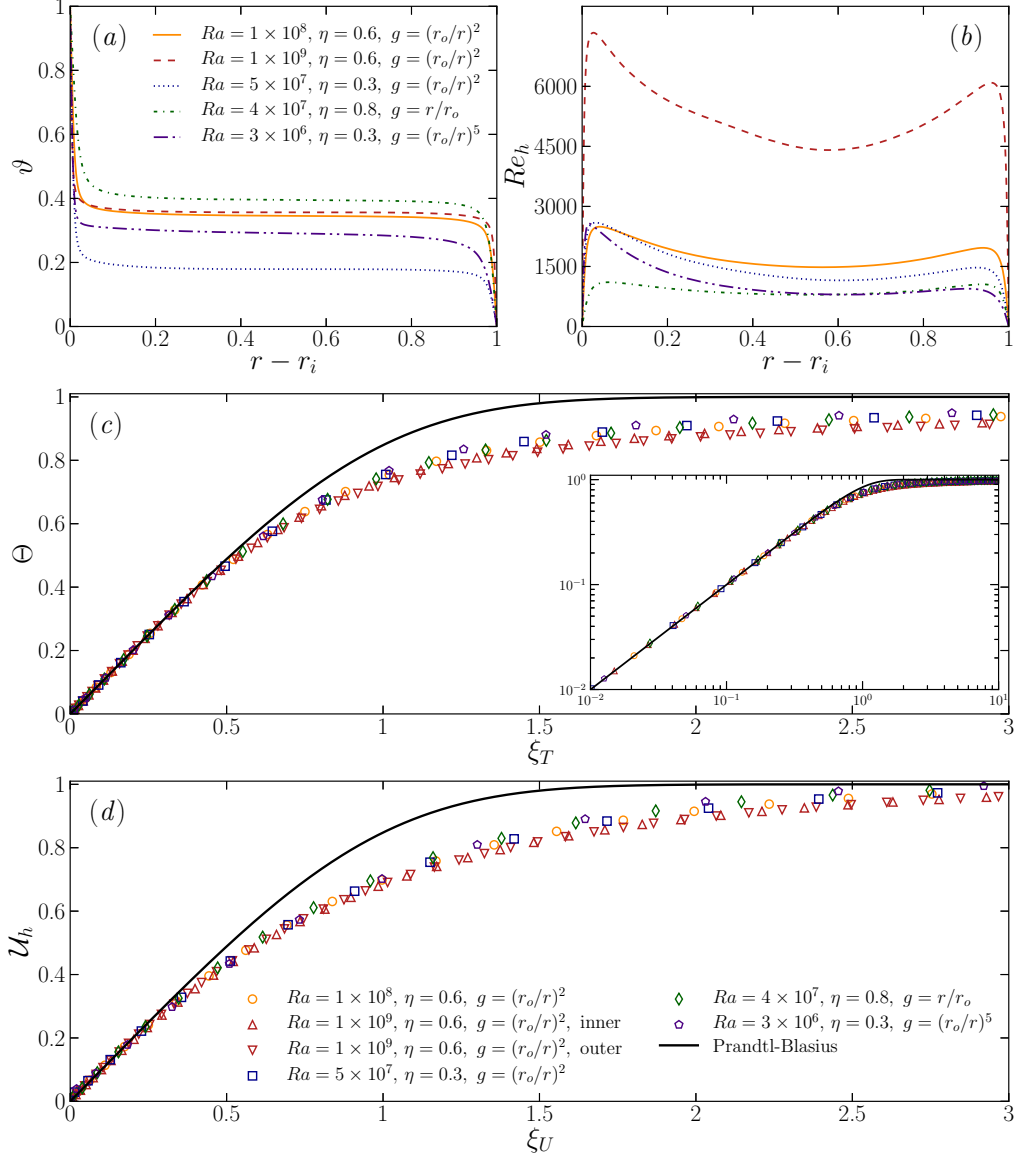 (a)
Ra = 1 × 10^8, η = 0.6, g = (r_o/r)^2
Ra = 1 × 10^9, η = 0.6, g = (r_o/r)^2
Ra = 5 × 10^7, η = 0.3, g = (r_o/r)^2
Ra = 4 × 10^7, η = 0.8, g = r/r_o
Ra = 3 × 10^6, η = 0.3, g = (r_o/r)^5
1
0.8
0.6
0.4
0.2
0
ϑ
0 0.2 0.4 0.6 0.8 1
r − r_i
(b)
6000
4500
3000
1500
0
Re_h
0 0.2 0.4 0.6 0.8 1
r − r_i
(c)
1
0.8
0.6
0.4
0.2
0
Θ
0 0.5 1 1.5 2 2.5 3
ξ_T
10^0
10^−1
10^−2
10^−2 10^−1 10^0 10^1
(d)
1
0.8
0.6
0.4
0.2
0
𝒰_h
0 0.5 1 1.5 2 2.5 3
ξ_U
Ra = 1 × 10^8, η = 0.6, g = (r_o/r)^2
Ra = 1 × 10^9, η = 0.6, g = (r_o/r)^2, inner
Ra = 1 × 10^9, η = 0.6, g = (r_o/r)^2, outer
Ra = 5 × 10^7, η = 0.3, g = (r_o/r)^2
Ra = 4 × 10^7, η = 0.8, g = r/r_o
Ra = 3 × 10^6, η = 0.3, g = (r_o/r)^5
Prandtl-Blasius